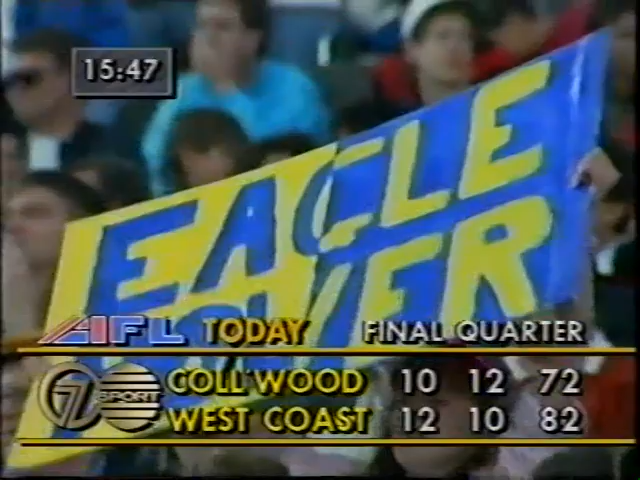 15:47
EAGLE
POWER
AFL TODAY FINAL QUARTER
7 SPORT
COLL'WOOD 10 12 72
WEST COAST 12 10 82